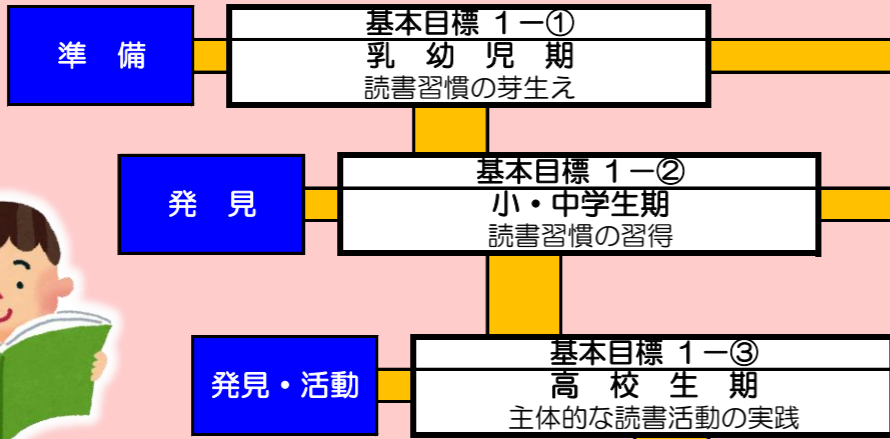 準　備
基本目標 １－①
乳　幼　児　期
読書習慣の芽生え
発　見
基本目標 １－②
小・中学生期
読書習慣の習得
発見・活動
基本目標 １－③
高　校　生　期
主体的な読書活動の実践